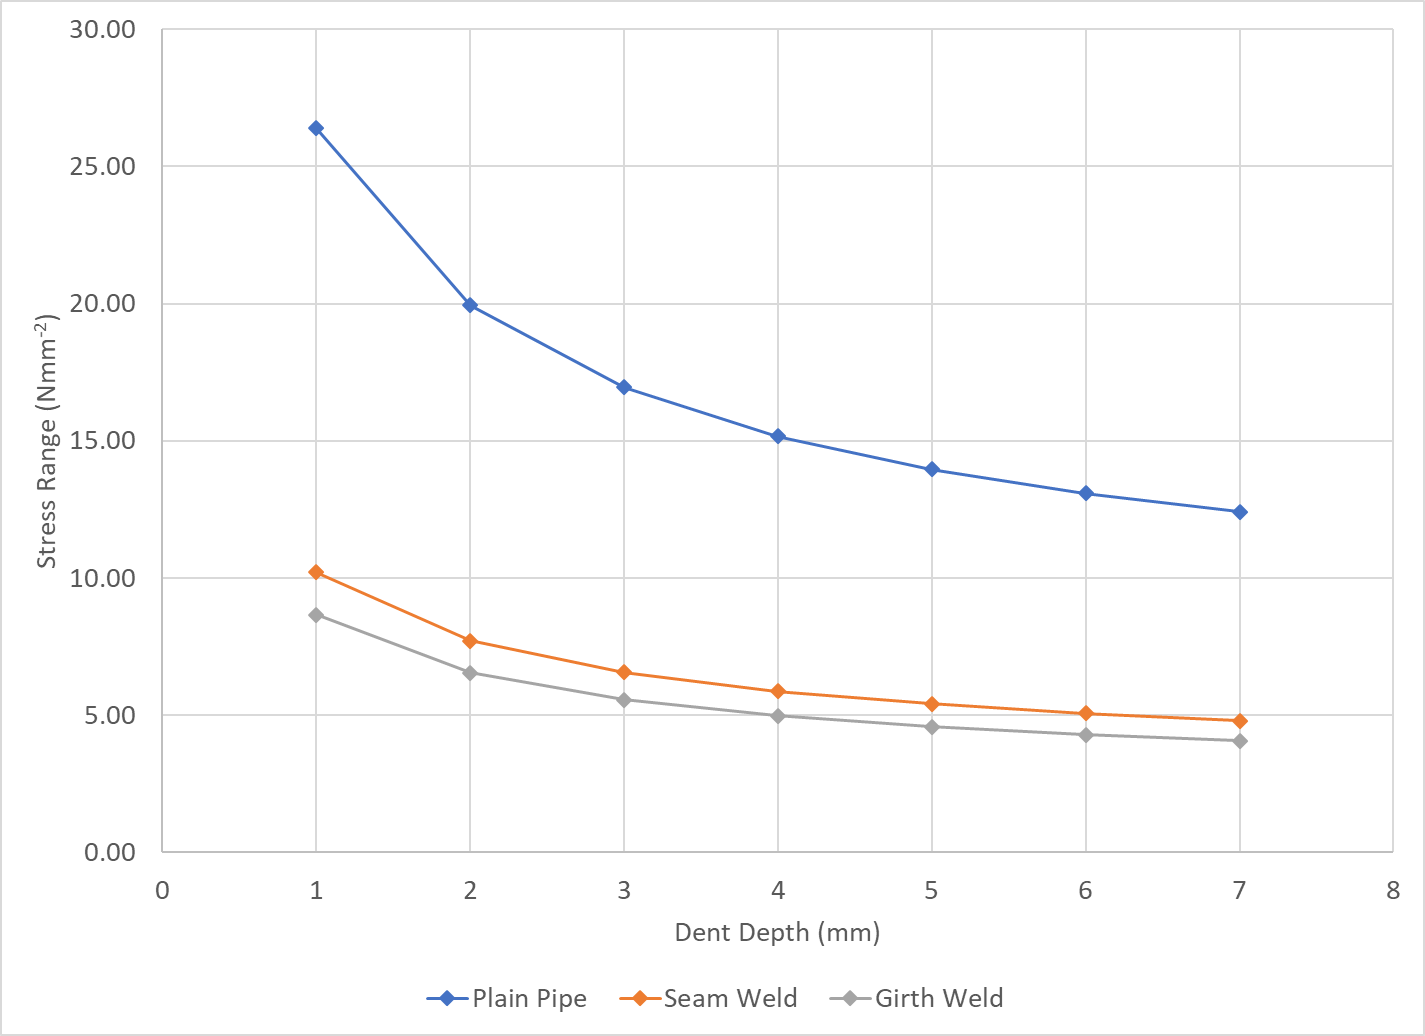 30.00
25.00
20.00
15.00
10.00
5.00
0.00
Stress Range (Nmm⁻²)
0 1 2 3 4 5 6 7 8
Dent Depth (mm)
Plain Pipe Seam Weld Girth Weld